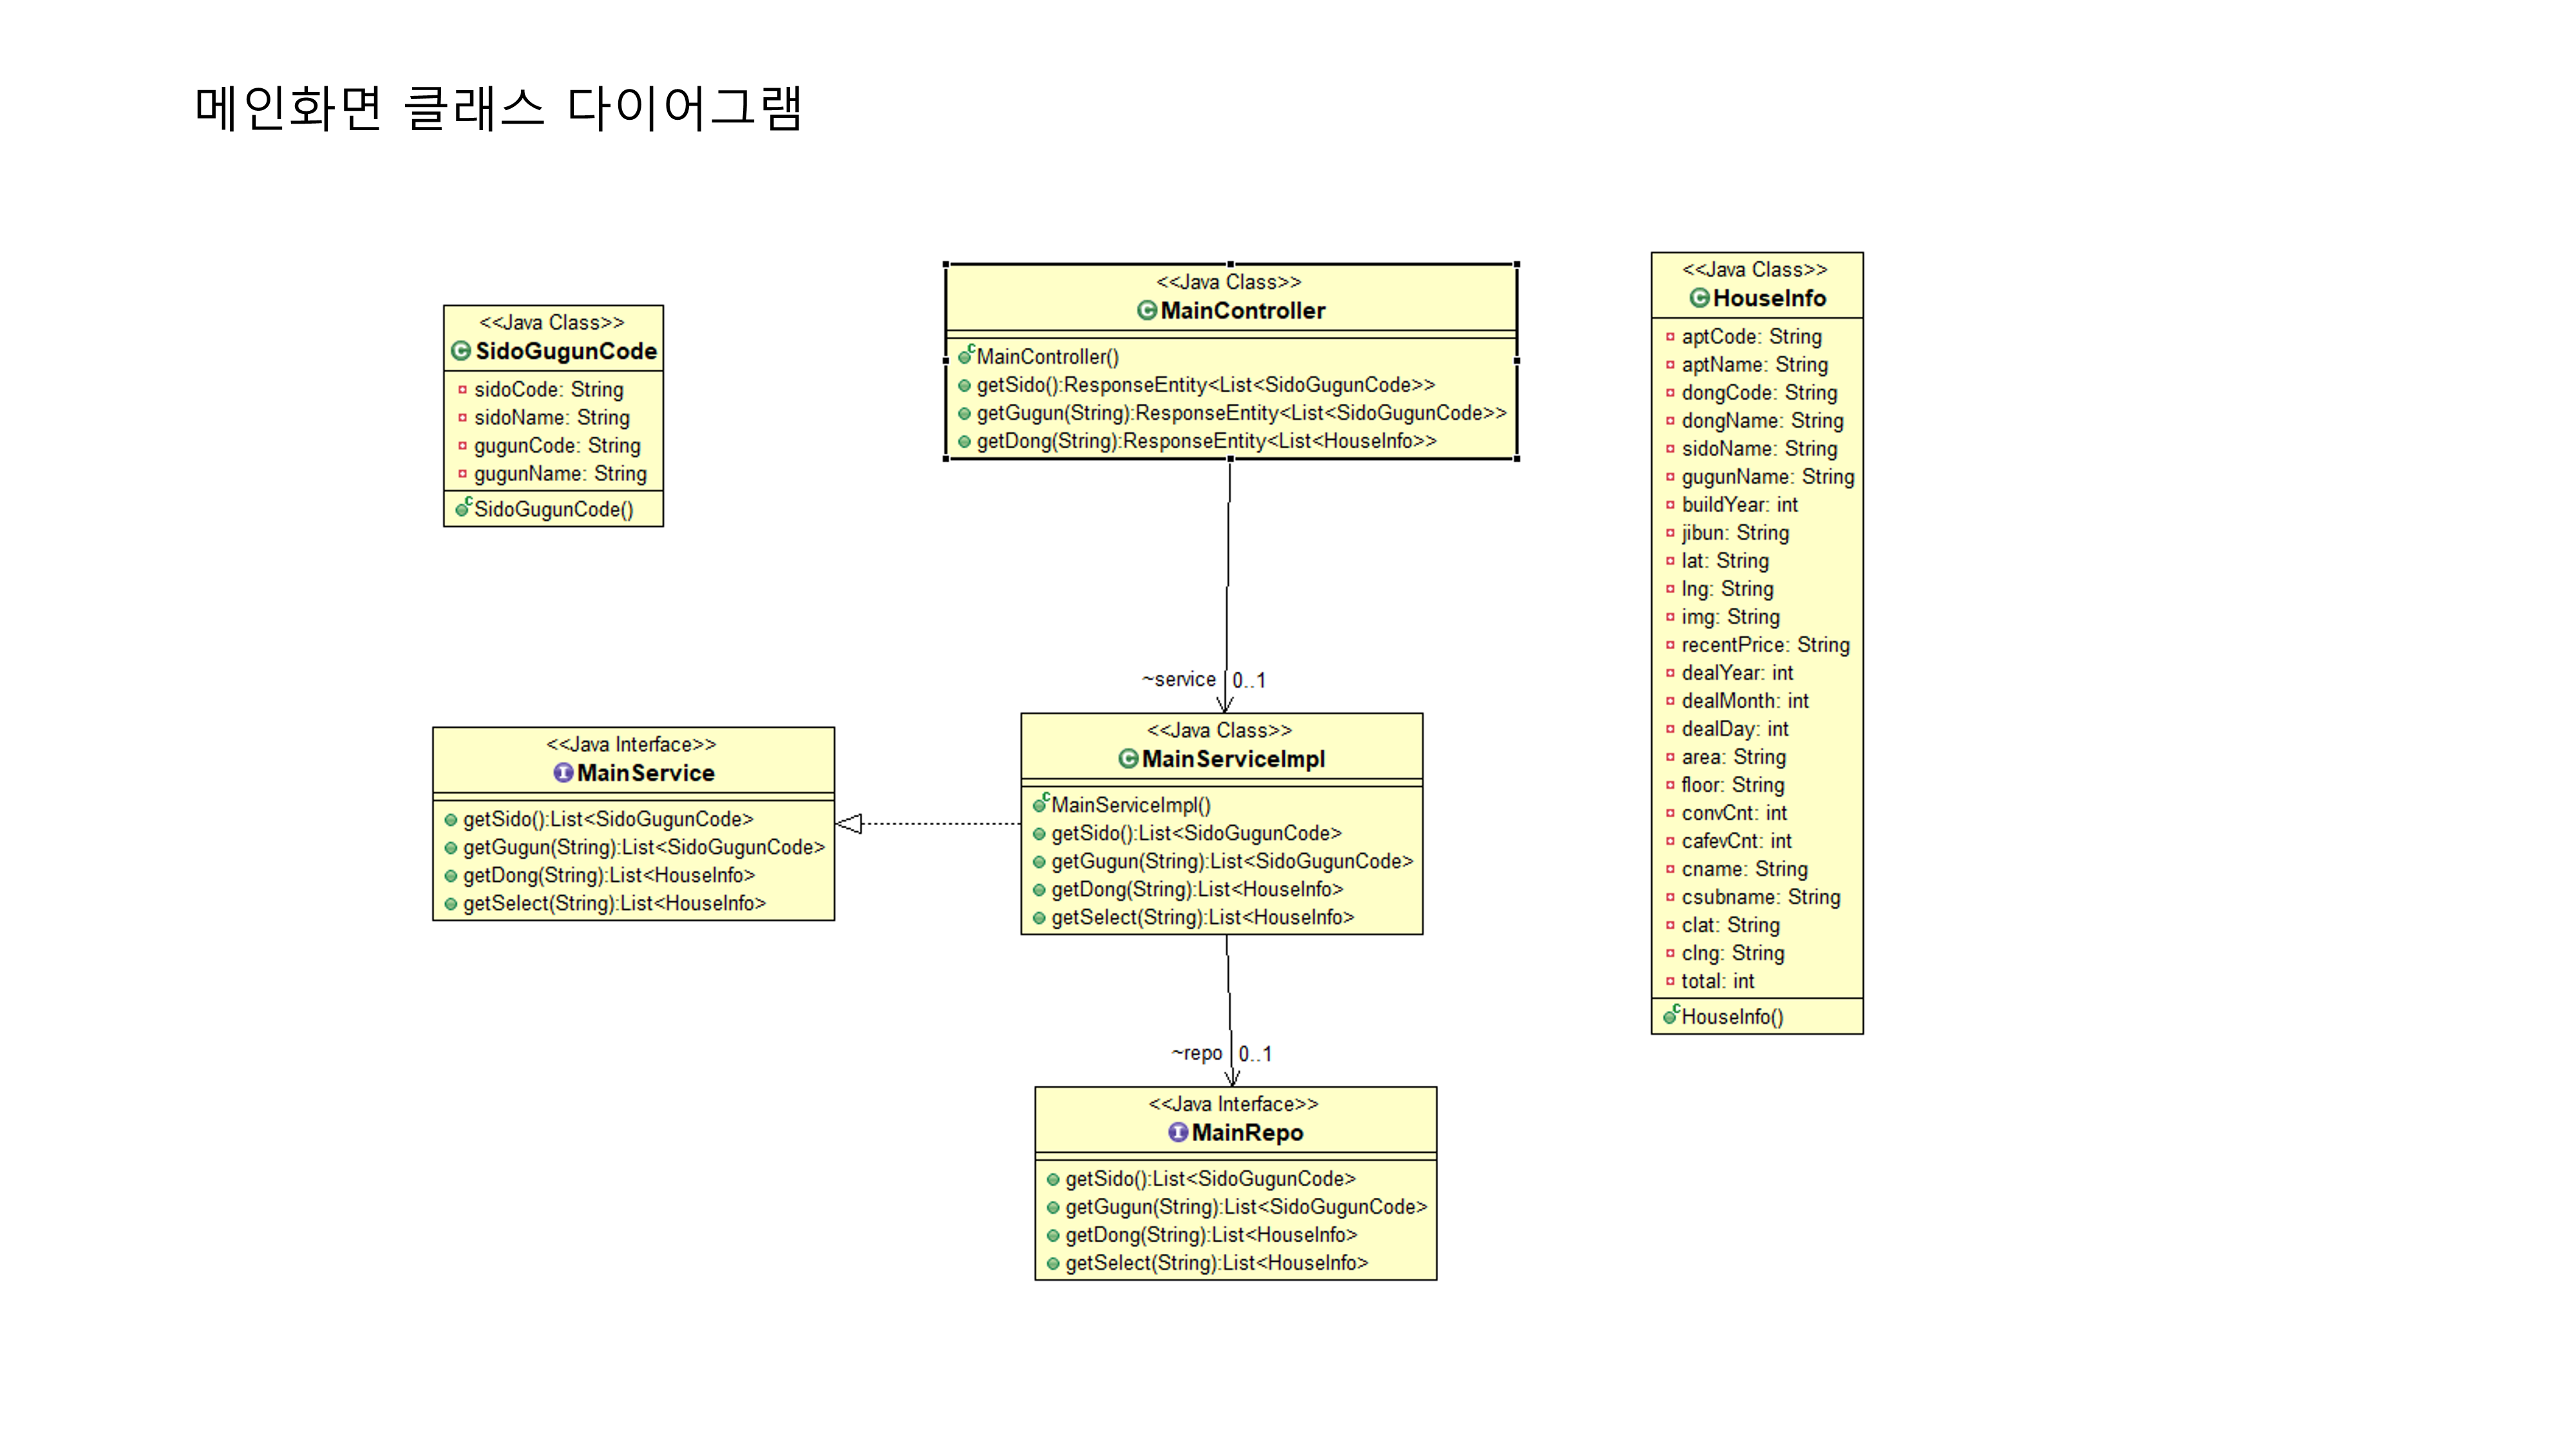 메인화면 클래스 다이어그램
<<Java Class>>
SidoGugunCode
sidoCode: String
sidoName: String
gugunCode: String
gugunName: String
SidoGugunCode()
<<Java Class>>
MainController
MainController()
getSido():ResponseEntity<List<SidoGugunCode>>
getGugun(String):ResponseEntity<List<SidoGugunCode>>
getDong(String):ResponseEntity<List<HouseInfo>>
<<Java Class>>
HouseInfo
aptCode: String
aptName: String
dongCode: String
dongName: String
sidoName: String
gugunName: String
buildYear: int
jibun: String
lat: String
lng: String
img: String
recentPrice: String
dealYear: int
dealMonth: int
dealDay: int
area: String
floor: String
convCnt: int
cafevCnt: int
cname: String
csubname: String
clat: String
clng: String
total: int
HouseInfo()
~service 0..1
<<Java Interface>>
MainService
getSido():List<SidoGugunCode>
getGugun(String):List<SidoGugunCode>
getDong(String):List<HouseInfo>
getSelect(String):List<HouseInfo>
<<Java Class>>
MainServiceImpl
MainServiceImpl()
getSido():List<SidoGugunCode>
getGugun(String):List<SidoGugunCode>
getDong(String):List<HouseInfo>
getSelect(String):List<HouseInfo>
~repo 0..1
<<Java Interface>>
MainRepo
getSido():List<SidoGugunCode>
getGugun(String):List<SidoGugunCode>
getDong(String):List<HouseInfo>
getSelect(String):List<HouseInfo>